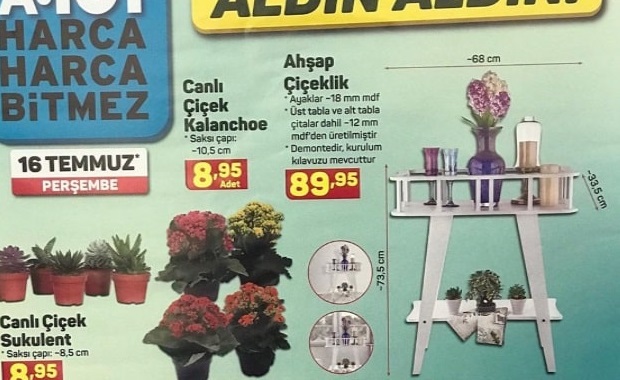 HARCA
HARCA
BİTMEZ
16 TEMMUZ*
PERŞEMBE
ALDIN ALDIN!
Canlı
Çiçek
Kalanchoe
* Saksı çapı:
~10,5 cm
8,95
Adet
Ahşap
Çiçeklik
* Ayaklar ~18 mm mdf
* Üst tabla ve alt tabla
çıtalar dahil ~12 mm
mdf'den üretilmiştir
* Demontedir, kurulum
kılavuzu mevcuttur
89,95
~68 cm
~33,5 cm
~73,5 cm
Canlı Çiçek
Sukulent
* Saksı çapı: ~8,5 cm
8,95